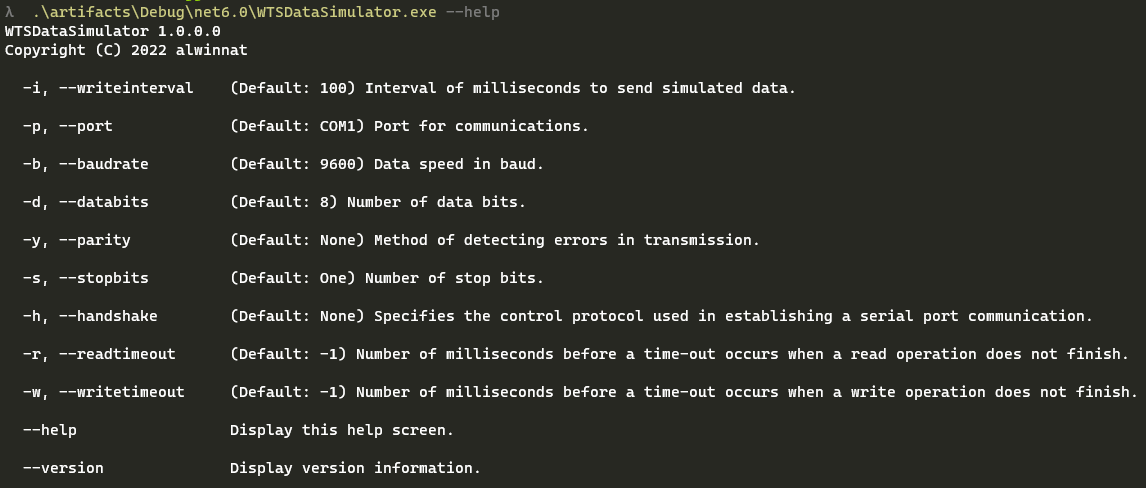 λ  .\artifacts\Debug\net6.0\WTSDataSimulator.exe --help
WTSDataSimulator 1.0.0.0
Copyright (C) 2022 alwinnat

  -i, --writeinterval    (Default: 100) Interval of milliseconds to send simulated data.

  -p, --port             (Default: COM1) Port for communications.

  -b, --baudrate         (Default: 9600) Data speed in baud.

  -d, --databits         (Default: 8) Number of data bits.

  -y, --parity           (Default: None) Method of detecting errors in transmission.

  -s, --stopbits         (Default: One) Number of stop bits.

  -h, --handshake        (Default: None) Specifies the control protocol used in establishing a serial port communication.

  -r, --readtimeout      (Default: -1) Number of milliseconds before a time-out occurs when a read operation does not finish.

  -w, --writetimeout     (Default: -1) Number of milliseconds before a time-out occurs when a write operation does not finish.

  --help                 Display this help screen.

  --version              Display version information.